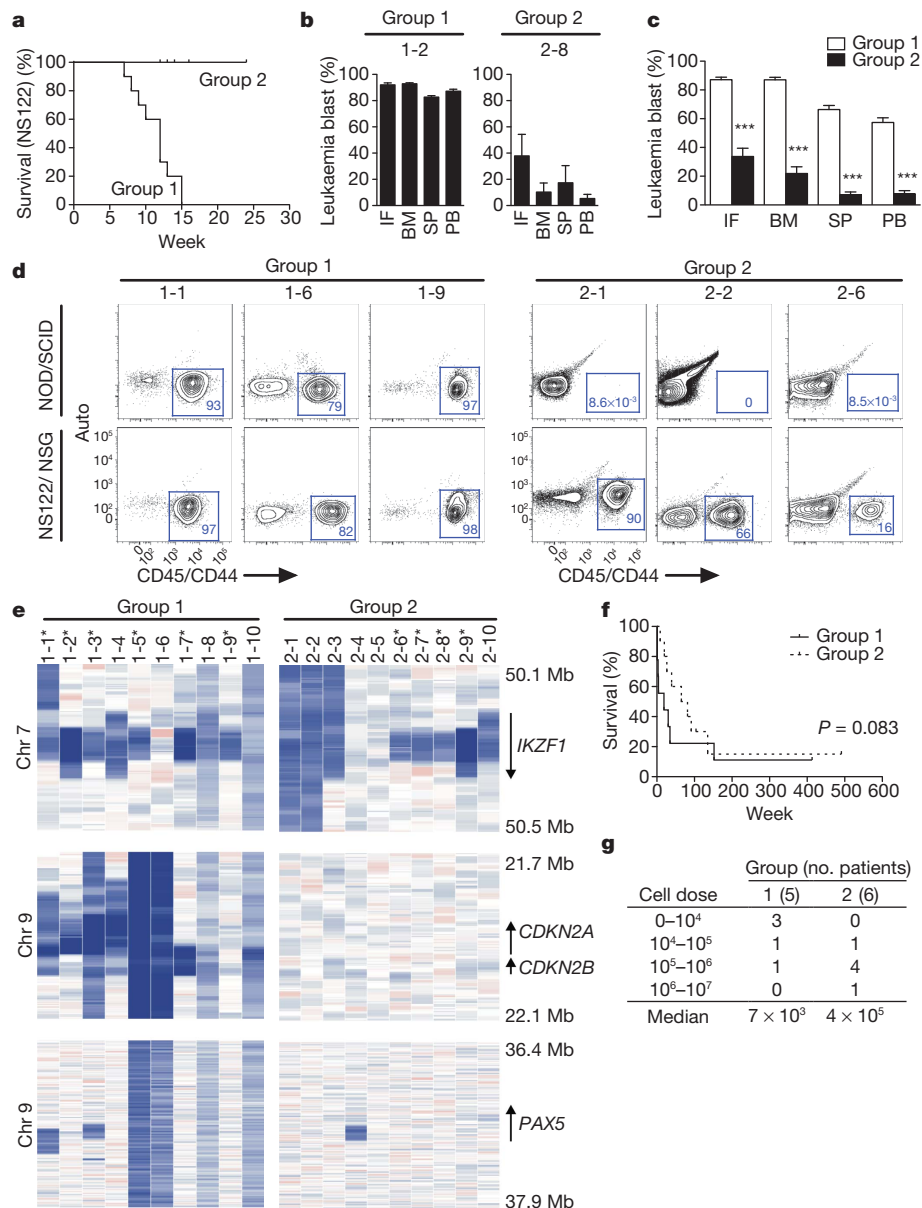 a
Survival (NS122) (%)
100
80
60
40
20
0
Group 2
Group 1
0 5 10 15 20 25 30
Week
b
Group 1 Group 2
1-2 2-8
Leukaemia blast (%)
100
80
60
40
20
0
IF BM SP PB
Leukaemia blast (%)
100
80
60
40
20
0
IF BM SP PB
c
Group 1
Group 2
Leukaemia blast (%)
100
80
60
40
20
0
*** *** *** ***
IF BM SP PB
d
Group 1 Group 2
1-1 1-6 1-9 2-1 2-2 2-6
NOD/SCID
93 79 97 8.6×10⁻³ 0 8.5×10⁻³
Auto
NS122/ NSG
10⁵
10⁴
10³
10²
0
97 82 98 90 66 16
0 10² 10³ 10⁴ 10⁵
0 10² 10³ 10⁴ 10⁵
CD45/CD44 CD45/CD44
e
Group 1 Group 2
1-1* 1-2* 1-3* 1-4 1-5* 1-6 1-7* 1-8 1-9* 1-10 2-1 2-2 2-3 2-4 2-5 2-6* 2-7* 2-8* 2-9* 2-10
Chr 7
50.1 Mb
IKZF1
50.5 Mb
Chr 9
21.7 Mb
CDKN2A
CDKN2B
22.1 Mb
Chr 9
36.4 Mb
PAX5
37.9 Mb
f
Survival (%)
100
80
60
40
20
0
Group 1
Group 2
P = 0.083
0 100 200 300 400 500 600
Week
g
Group (no. patients)
Cell dose 1 (5) 2 (6)
0–10⁴ 3 0
10⁴–10⁵ 1 1
10⁵–10⁶ 1 4
10⁶–10⁷ 0 1
Median 7 × 10³ 4 × 10⁵